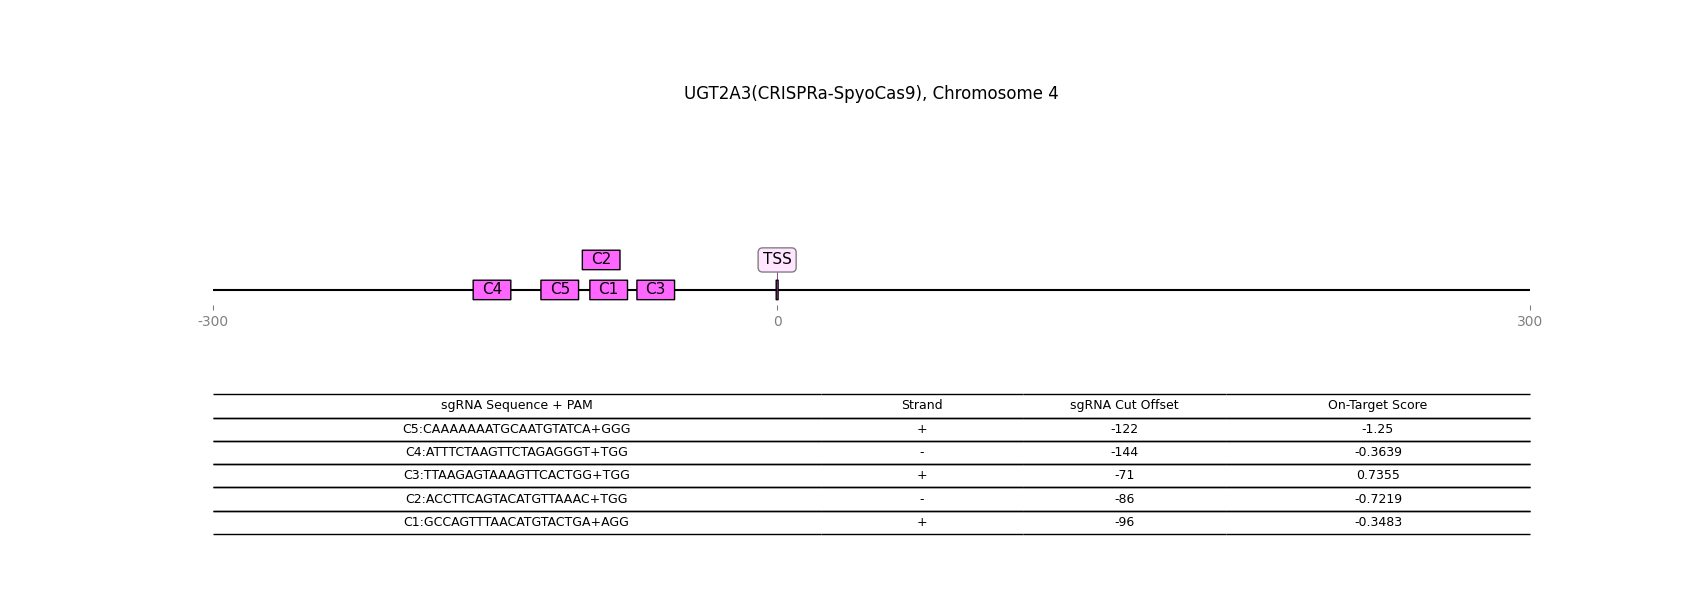 UGT2A3(CRISPRa-SpyoCas9), Chromosome 4
C2 TSS
C4 C5 C1 C3
-300 0 300
sgRNA Sequence + PAM Strand sgRNA Cut Offset On-Target Score
C5:CAAAAAAATGCAATGTATCA+GGG + -122 -1.25
C4:ATTTCTAAGTTCTAGAGGGT+TGG - -144 -0.3639
C3:TTAAGAGTAAAGTTCACTGG+TGG + -71 0.7355
C2:ACCTTCAGTACATGTTAAAC+TGG - -86 -0.7219
C1:GCCAGTTTAACATGTACTGA+AGG + -96 -0.3483